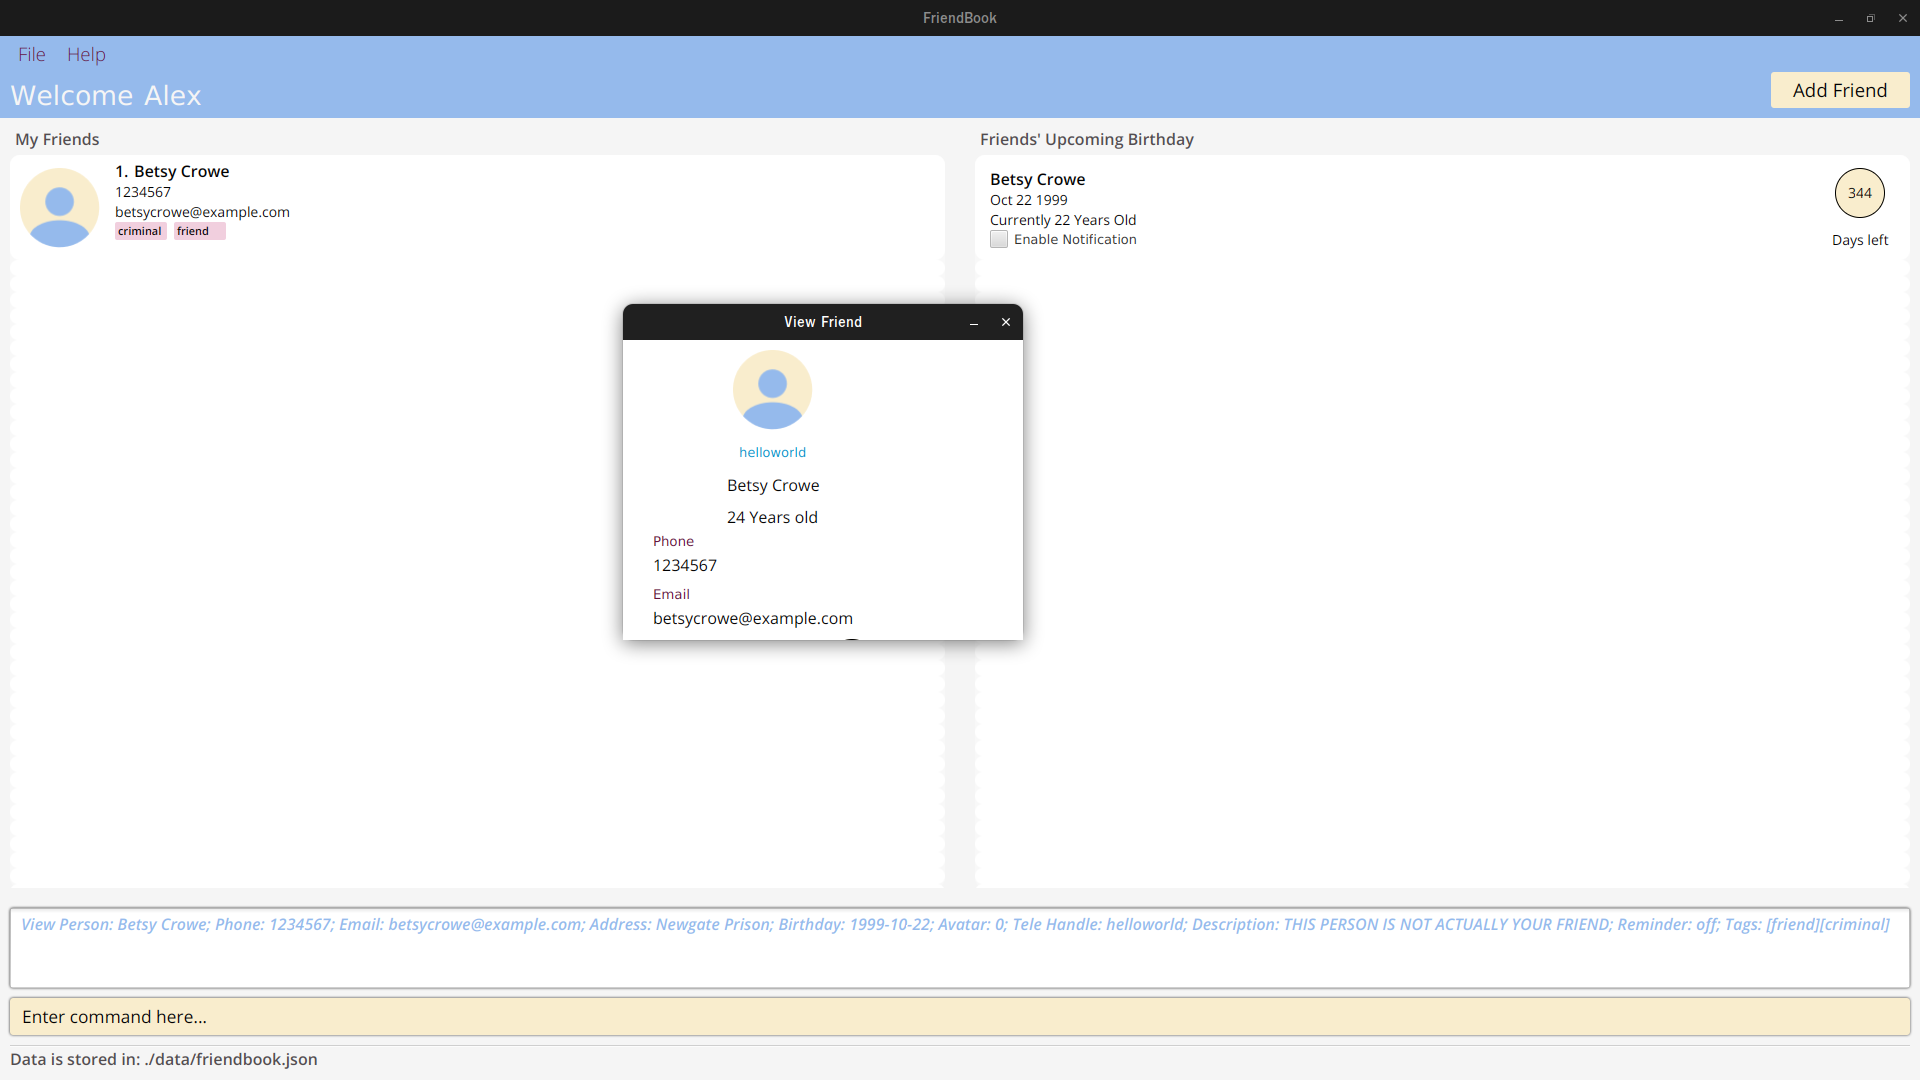 FriendBook
File Help
Welcome Alex
Add Friend
My Friends
1. Betsy Crowe
1234567
betsycrowe@example.com
criminal friend
Friends' Upcoming Birthday
Betsy Crowe
Oct 22 1999
Currently 22 Years Old
Enable Notification
344
Days left
View Friend
helloworld
Betsy Crowe
24 Years old
Phone
1234567
Email
betsycrowe@example.com
View Person: Betsy Crowe; Phone: 1234567; Email: betsycrowe@example.com; Address: Newgate Prison; Birthday: 1999-10-22; Avatar: 0; Tele Handle: helloworld; Description: THIS PERSON IS NOT ACTUALLY YOUR FRIEND; Reminder: off; Tags: [friend][criminal]
Enter command here...
Data is stored in: ./data/friendbook.json